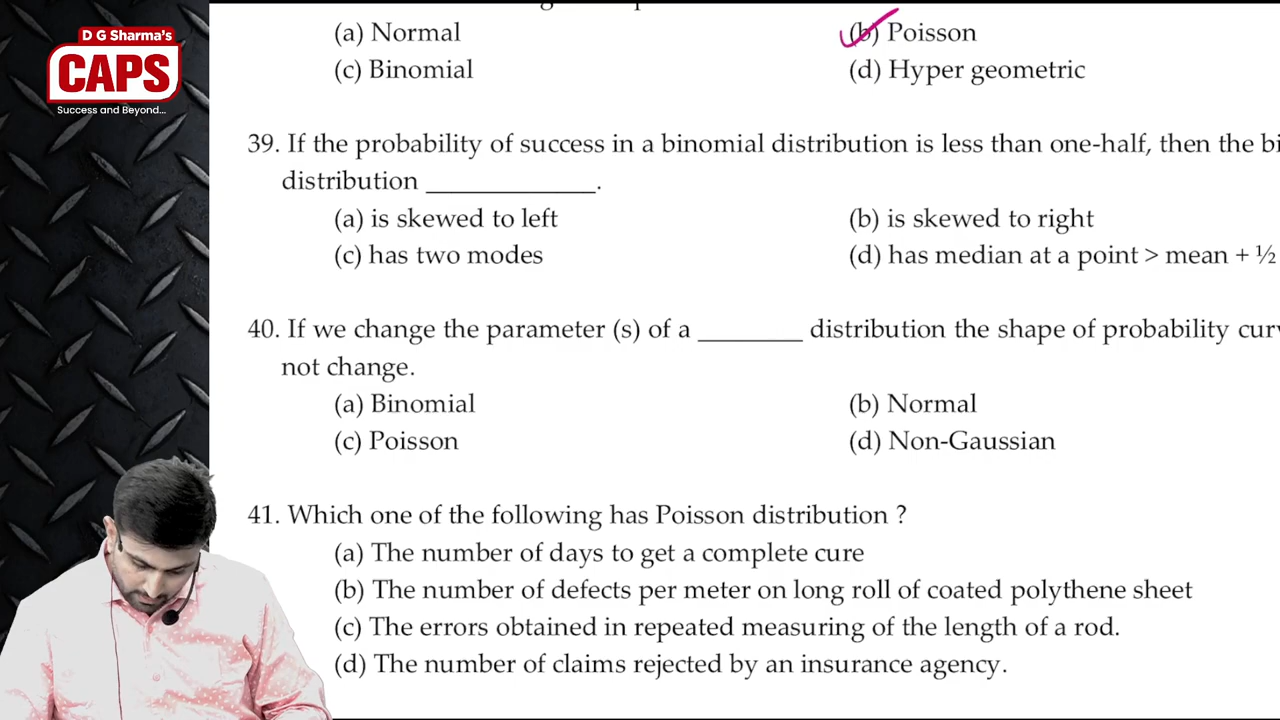 D G Sharma's
CAPS
Success and Beyond...
(a) Normal (b) Poisson
(c) Binomial (d) Hyper geometric
39. If the probability of success in a binomial distribution is less than one-half, then the bi
distribution ____________.
(a) is skewed to left (b) is skewed to right
(c) has two modes (d) has median at a point > mean + ½
40. If we change the parameter (s) of a ________ distribution the shape of probability cur
not change.
(a) Binomial (b) Normal
(c) Poisson (d) Non-Gaussian
41. Which one of the following has Poisson distribution ?
(a) The number of days to get a complete cure
(b) The number of defects per meter on long roll of coated polythene sheet
(c) The errors obtained in repeated measuring of the length of a rod.
(d) The number of claims rejected by an insurance agency.